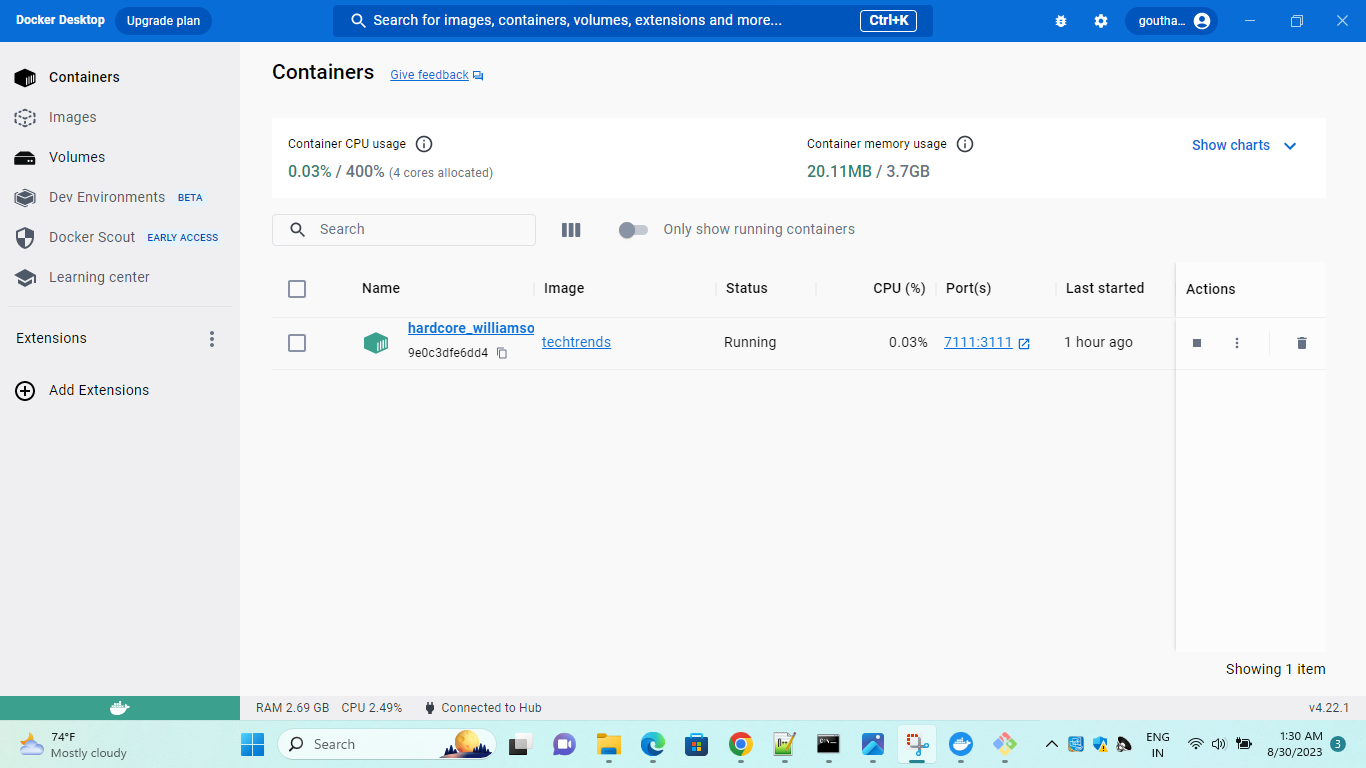 Docker Desktop Upgrade plan Search for images, containers, volumes, extensions and more... Ctrl+K goutha...
Containers
Images
Volumes
Dev Environments BETA
Docker Scout EARLY ACCESS
Learning center
Extensions
Add Extensions
Containers Give feedback
Container CPU usage
0.03% / 400% (4 cores allocated)
Container memory usage
20.11MB / 3.7GB
Show charts
Search Only show running containers
Name Image Status CPU (%) Port(s) Last started Actions
hardcore_williamso
9e0c3dfe6dd4
techtrends Running 0.03% 7111:3111 1 hour ago
Showing 1 item
RAM 2.69 GB CPU 2.49% Connected to Hub v4.22.1
74°F
Mostly cloudy
Search
ENG
IN
1:30 AM
8/30/2023
3